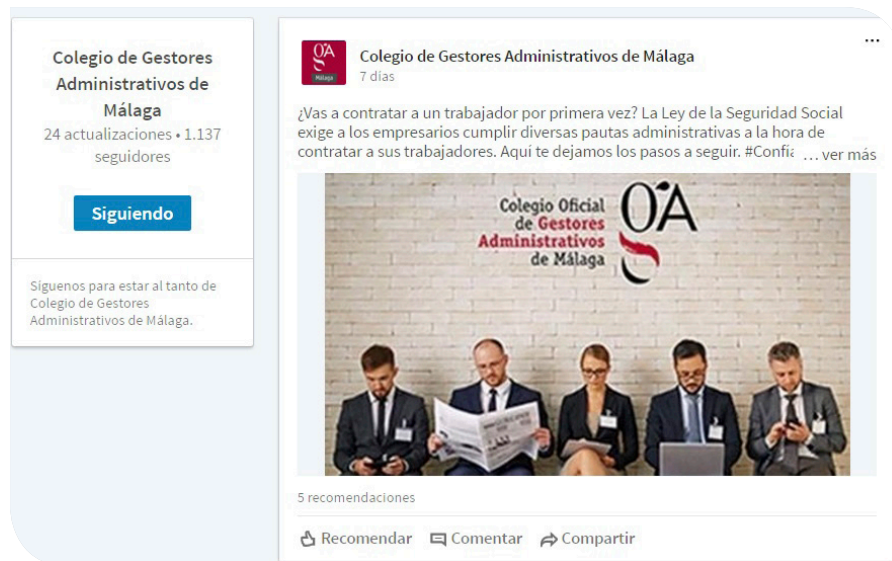 Colegio de Gestores
Administrativos de
Málaga
24 actualizaciones • 1.137
seguidores
Siguiendo
Síguenos para estar al tanto de
Colegio de Gestores
Administrativos de Málaga.
gA
Málaga
Colegio de Gestores Administrativos de Málaga
7 días
¿Vas a contratar a un trabajador por primera vez? La Ley de la Seguridad Social
exige a los empresarios cumplir diversas pautas administrativas a la hora de
contratar a sus trabajadores. Aquí te dejamos los pasos a seguir. #Confia ... ver más
Colegio Oficial
de Gestores
Administrativos
de Málaga
gA
5 recomendaciones
Recomendar Comentar Compartir